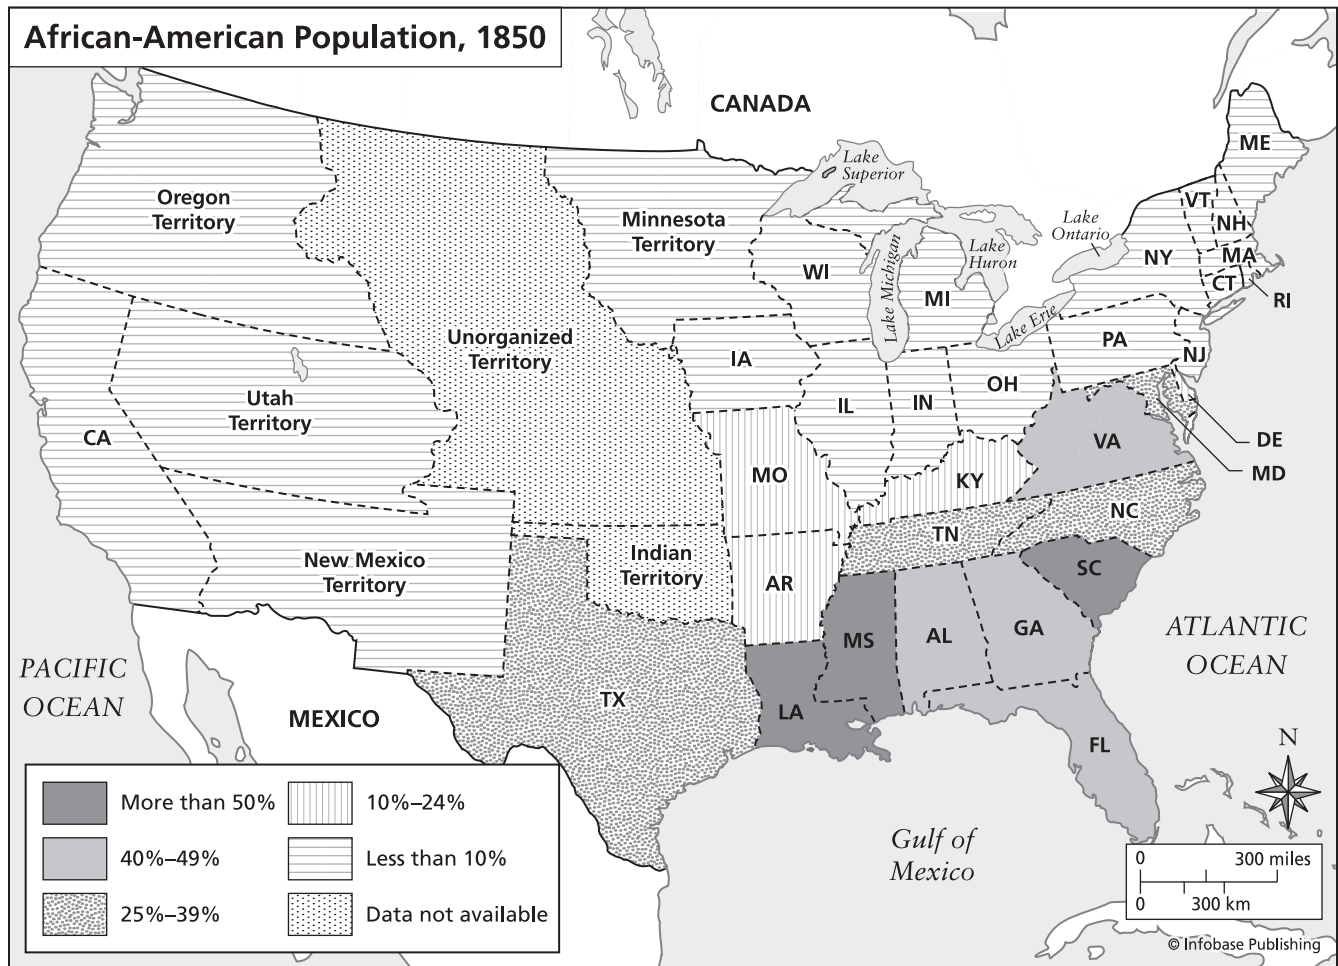 African-American Population, 1850
CANADA
Lake
Superior
ME
Oregon
Territory
Minnesota
Territory
VT
NH
Lake
Ontario
Lake
Huron
Lake Michigan
NY
MA
CT
RI
WI
MI
Lake Erie
Unorganized
Territory
IA
PA
NJ
Utah
Territory
IL
IN
OH
CA
VA
DE
MD
MO
KY
NC
TN
New Mexico
Territory
Indian
Territory
AR
SC
MS
AL
GA
ATLANTIC
OCEAN
PACIFIC
OCEAN
MEXICO
TX
LA
FL
N
More than 50%
10%–24%
40%–49%
Less than 10%
25%–39%
Data not available
Gulf of
Mexico
0 300 miles
0 300 km
© Infobase Publishing